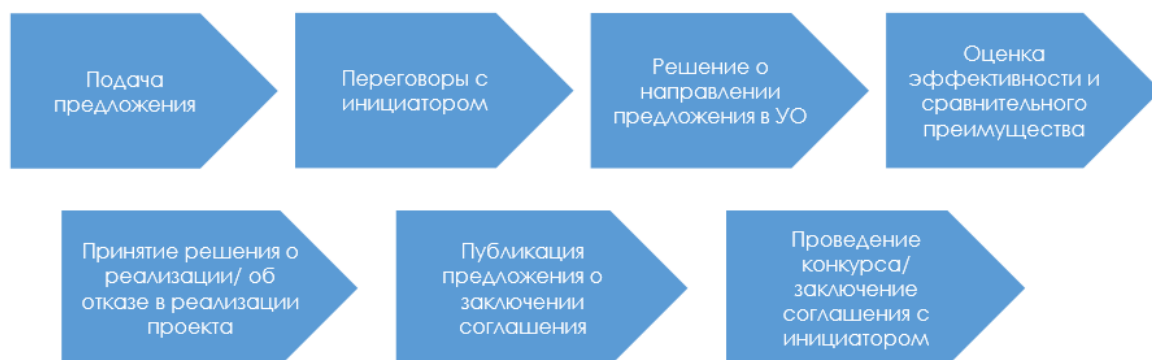 Подача
предложения
Переговоры с
инициатором
Решение о
направлении
предложения в УО
Оценка
эффективности и
сравнительного
преимущества
Принятие решения о
реализации/ об
отказе в реализации
проекта
Публикация
предложения о
заключении
соглашения
Проведение
конкурса/
заключение
соглашения с
инициатором